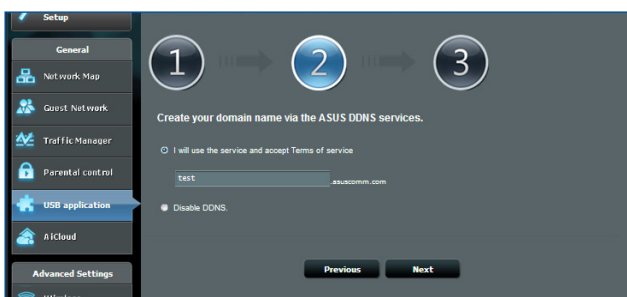 Setup
General
Network Map
Guest Network
Traffic Manager
Parental control
USB application
AiCloud
Advanced Settings
1
2
3
Create your domain name via the ASUS DDNS services.
I will use the service and accept Terms of service
test .asuscomm.com
Disable DDNS.
Previous Next